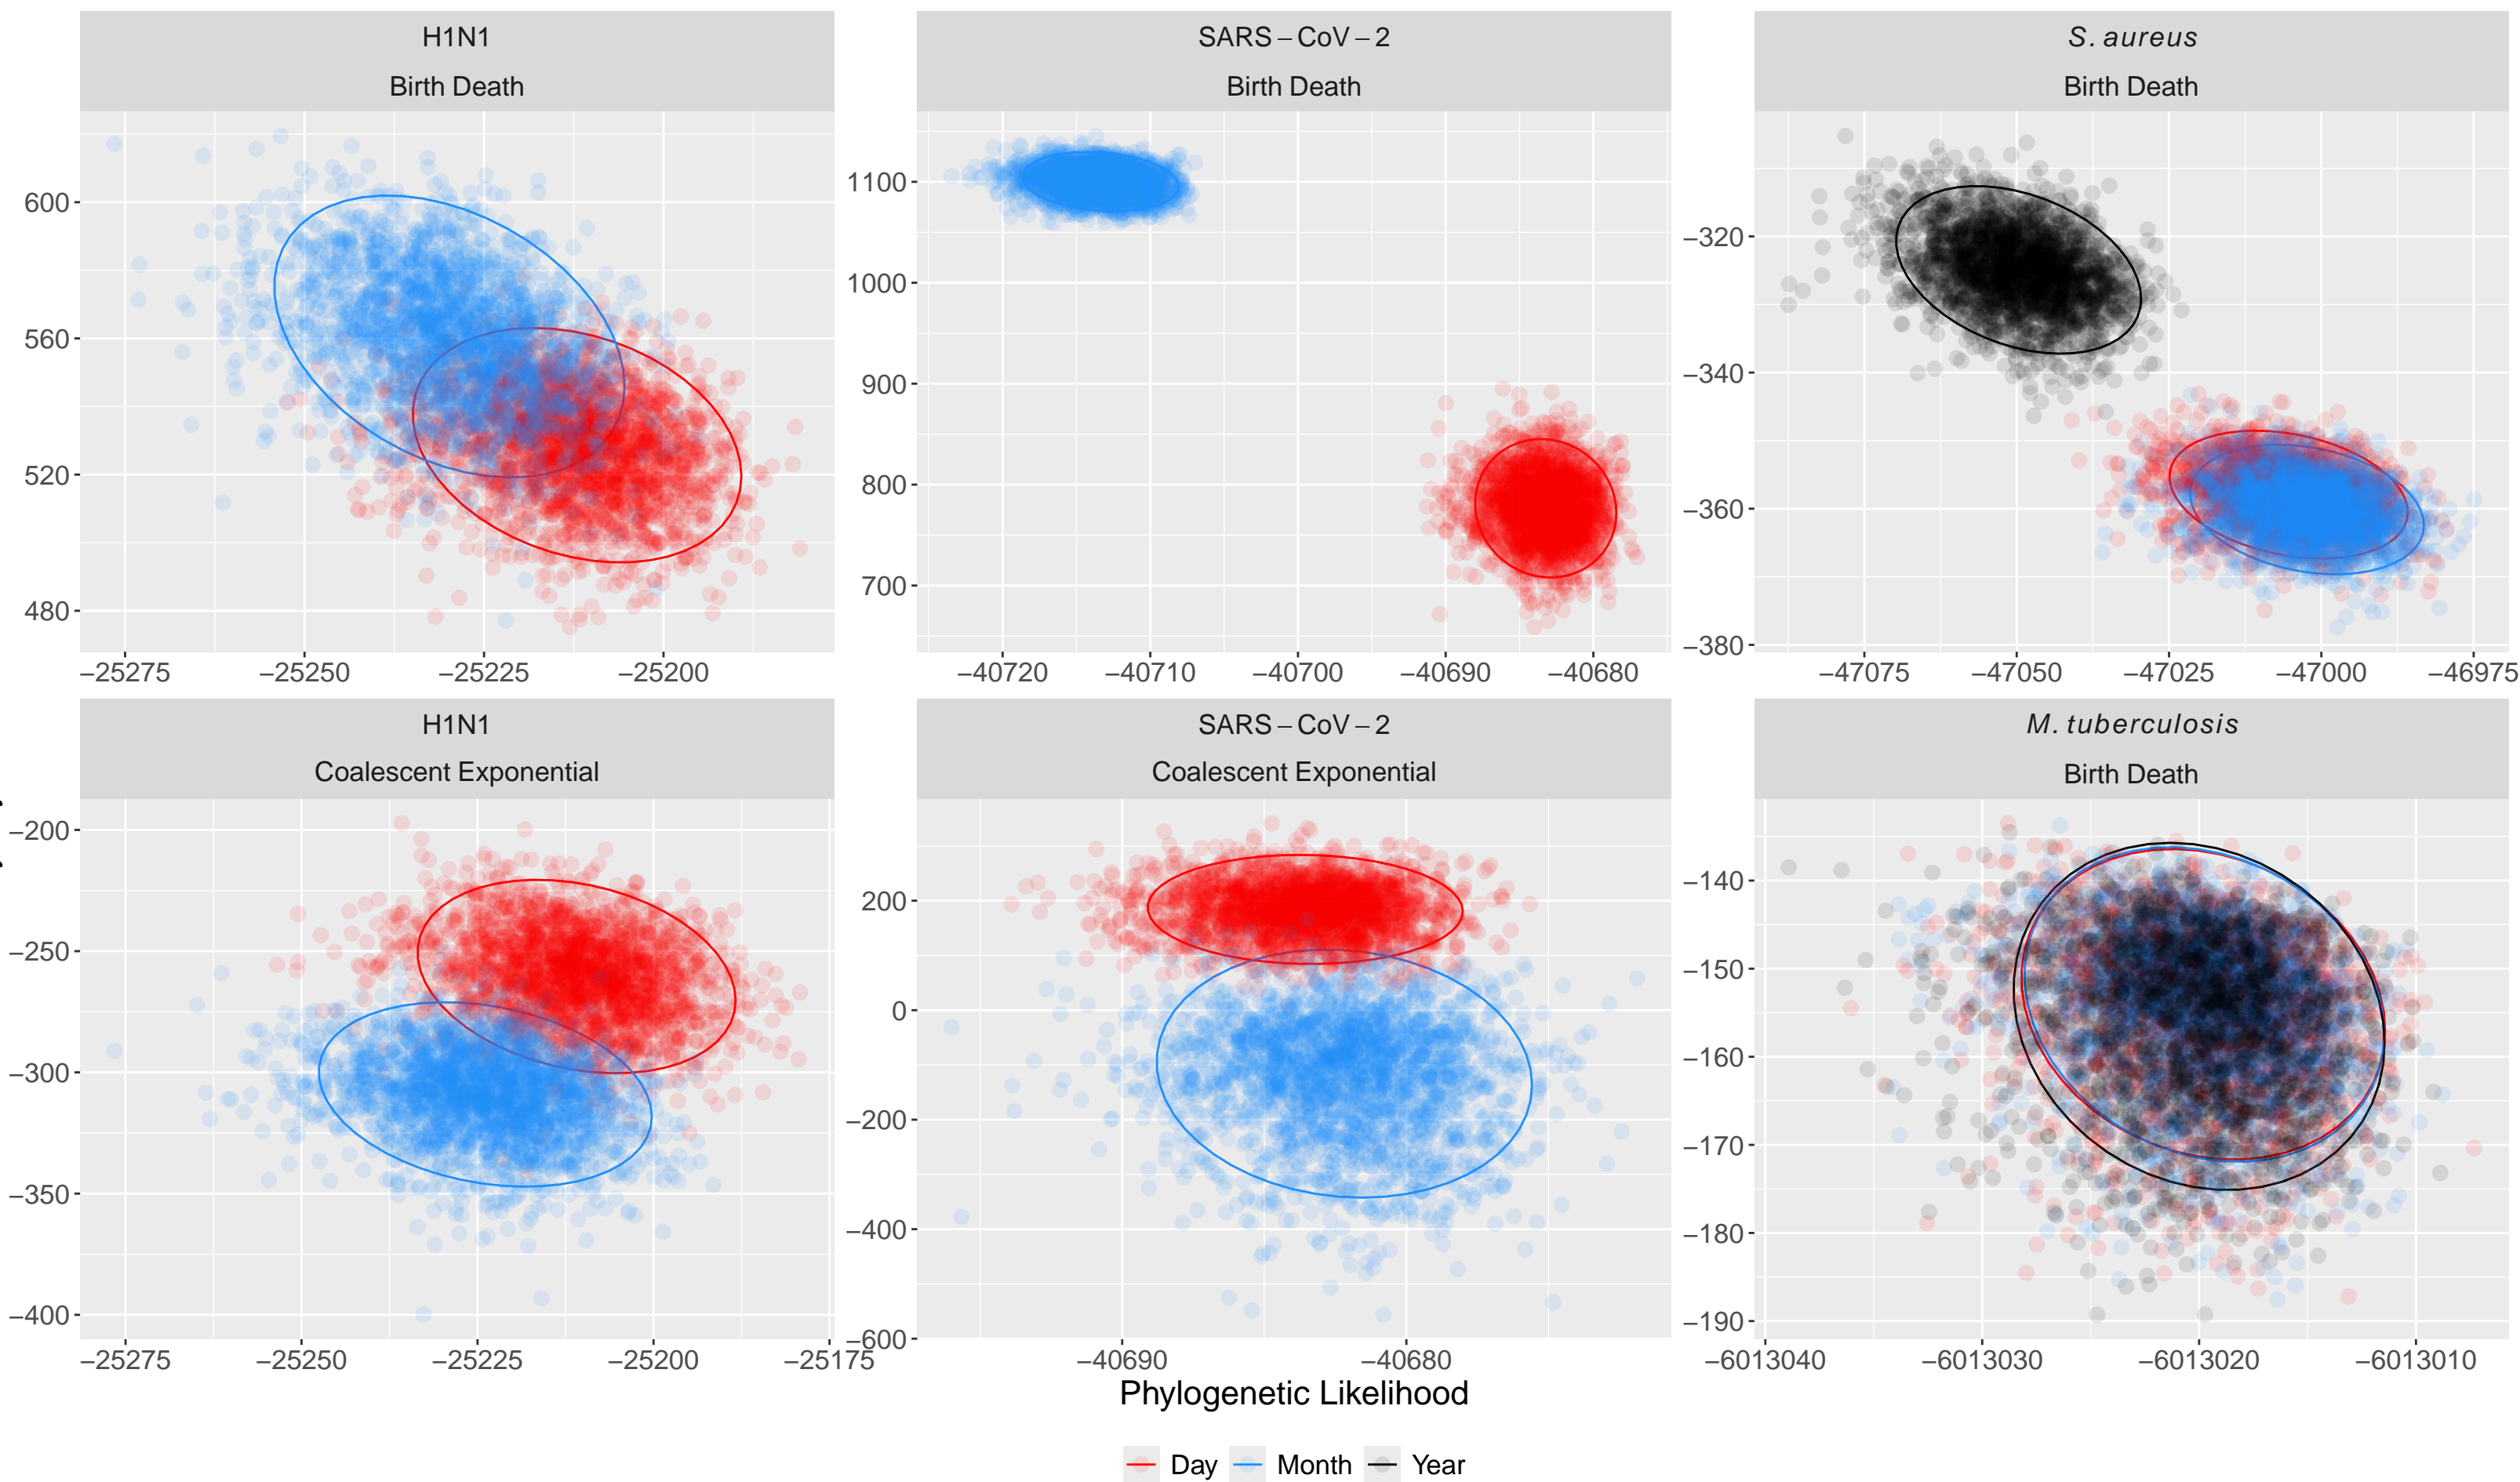 H1N1
Birth Death
600
560
520
480
−25275 −25250 −25225 −25200
SARS−CoV−2
Birth Death
1100
1000
900
800
700
−40720 −40710 −40700 −40690 −40680
S. aureus
Birth Death
−320
−340
−360
−380
−47075 −47050 −47025 −47000 −46975
H1N1
Coalescent Exponential
−200
−250
−300
−350
−400
−25275 −25250 −25225 −25200 −25175
SARS−CoV−2
Coalescent Exponential
200
0
−200
−400
−600
−40690 −40680
M. tuberculosis
Birth Death
−140
−150
−160
−170
−180
−190
−6013040 −6013030 −6013020 −6013010
Phylogenetic Likelihood
Day Month Year